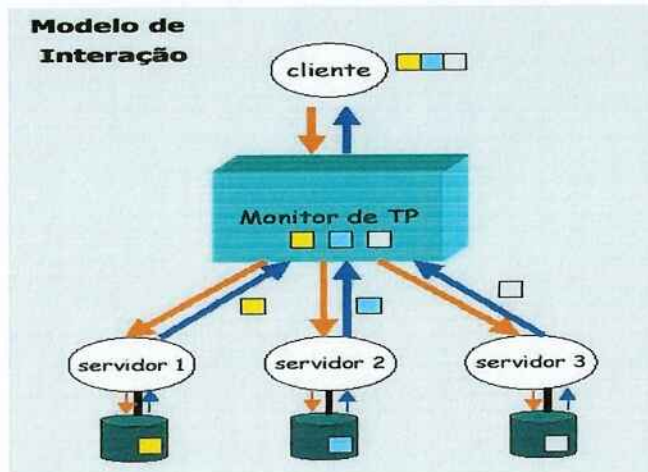 Modelo de
Interação
cliente
Monitor de TP
servidor 1
servidor 2
servidor 3